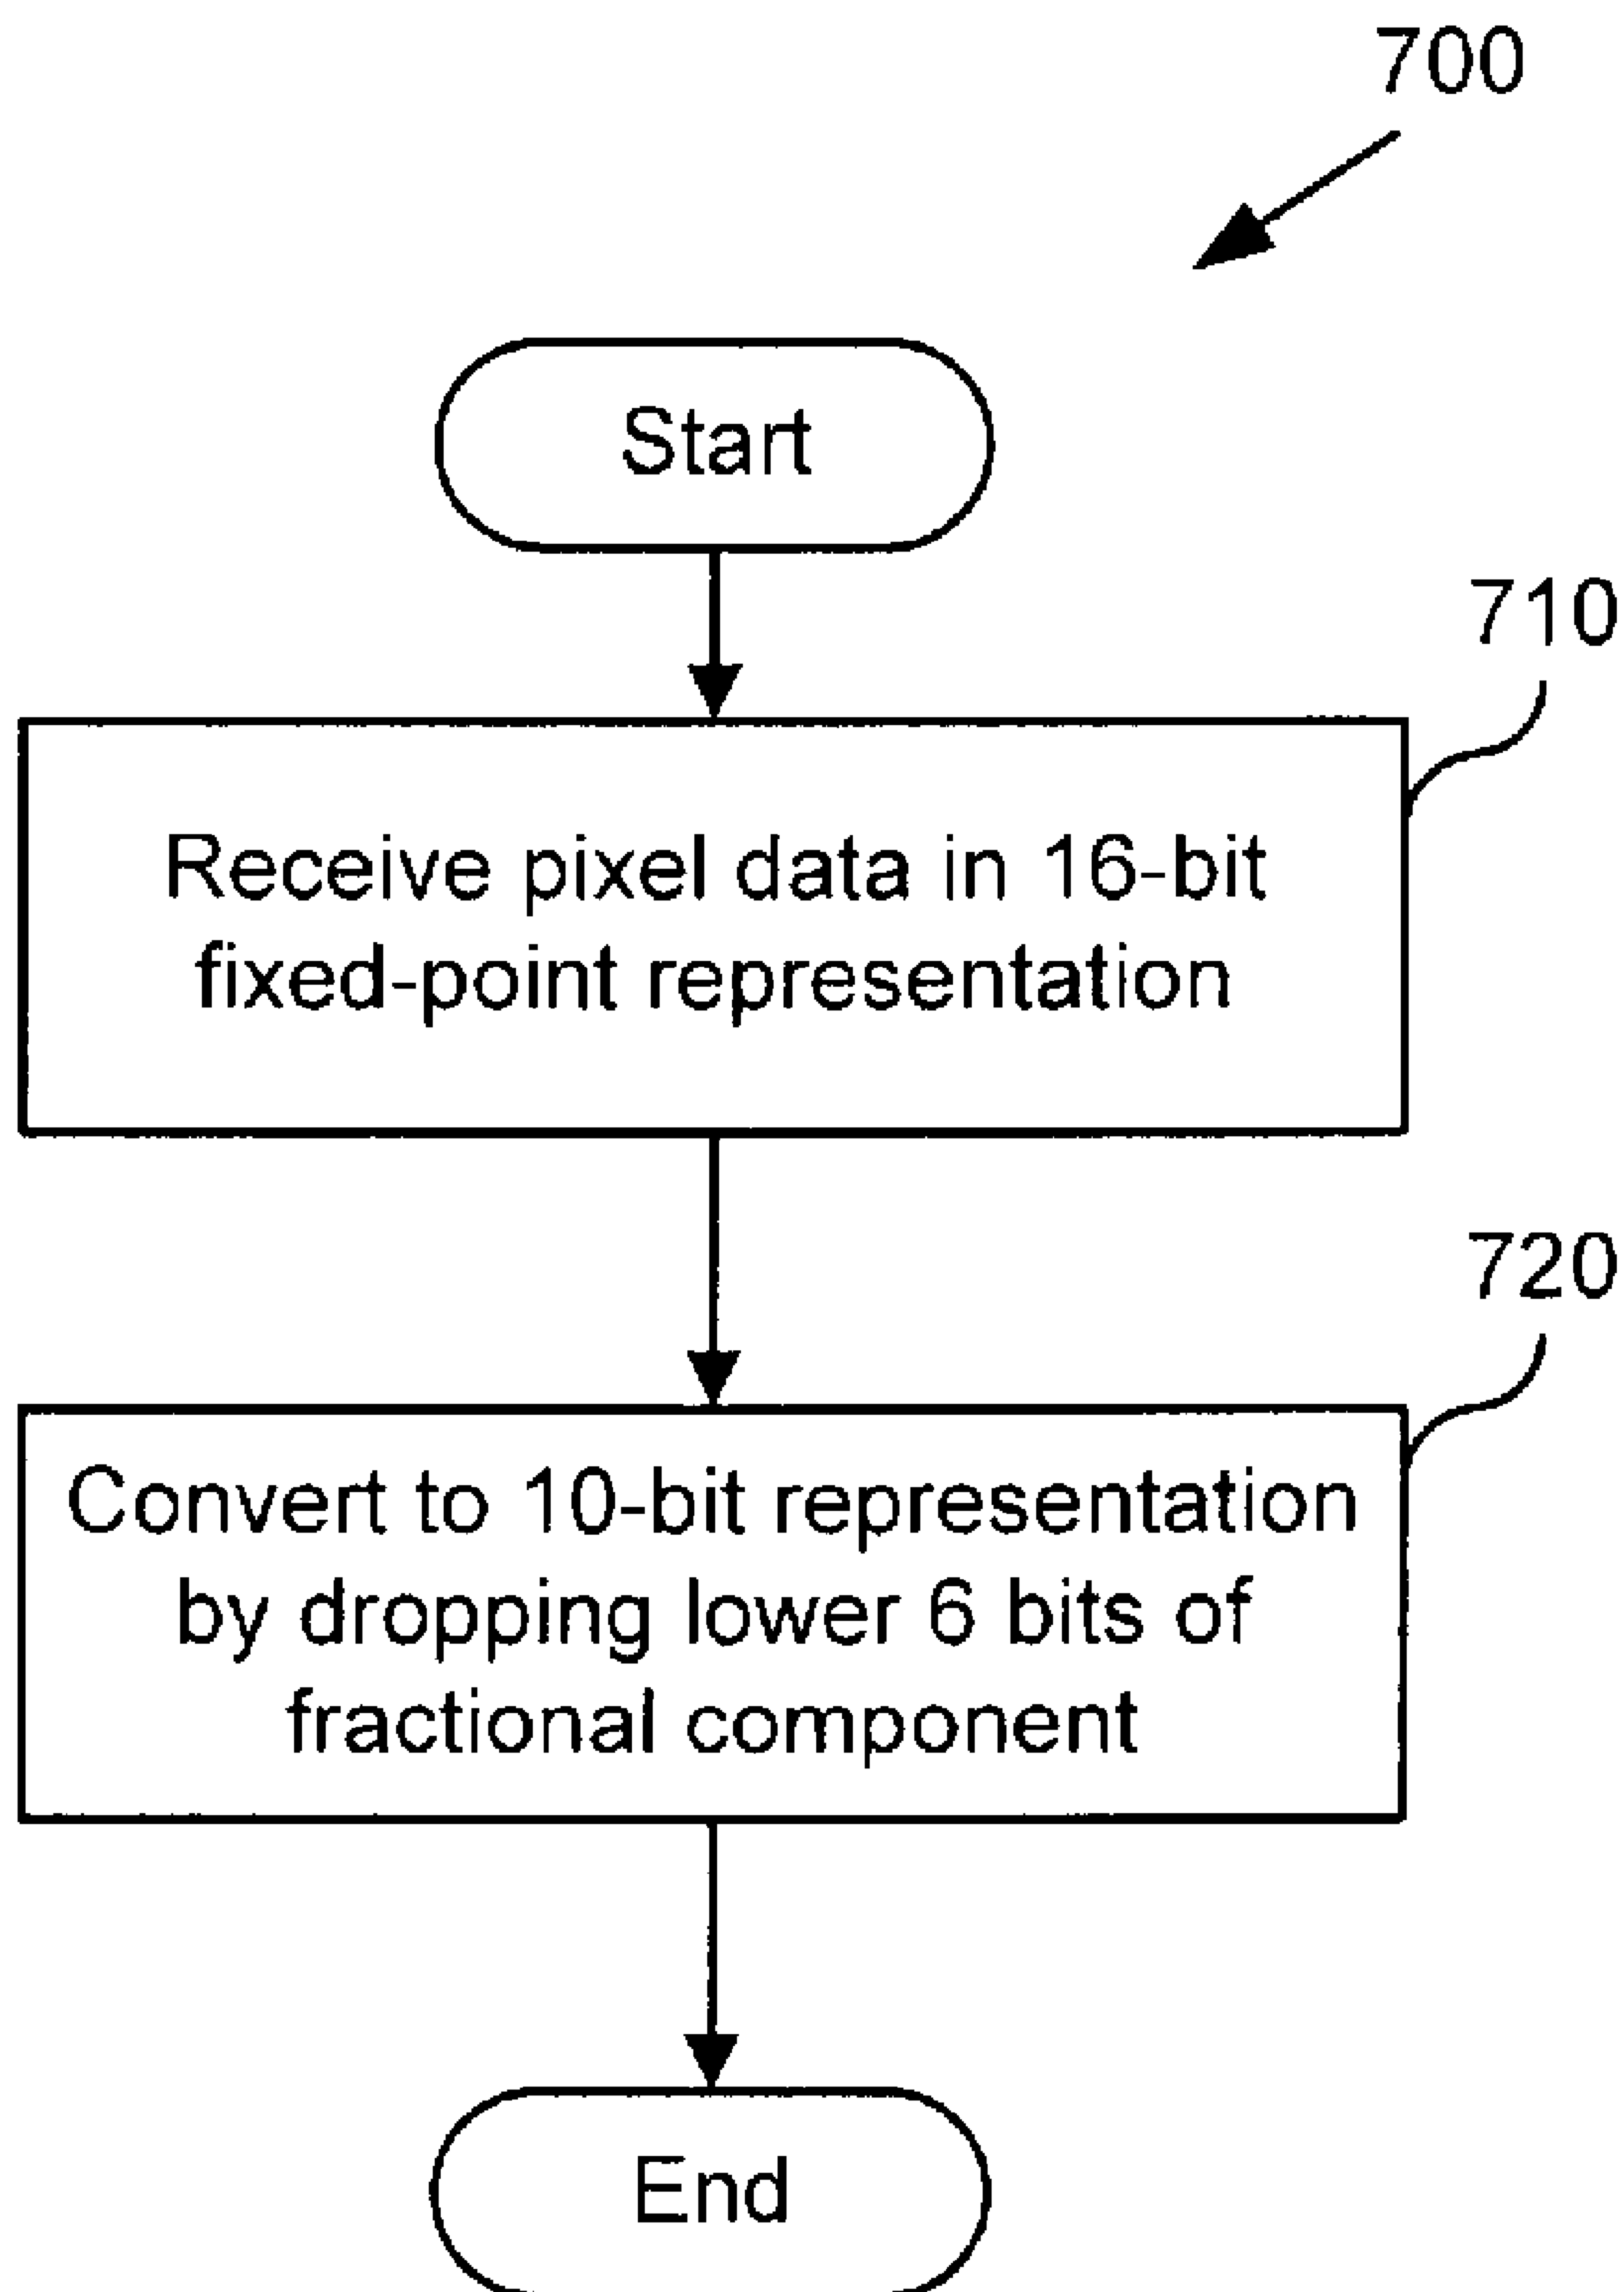 700
Start
710
Receive pixel data in 16-bit
fixed-point representation
720
Convert to 10-bit representation
by dropping lower 6 bits of
fractional component
End